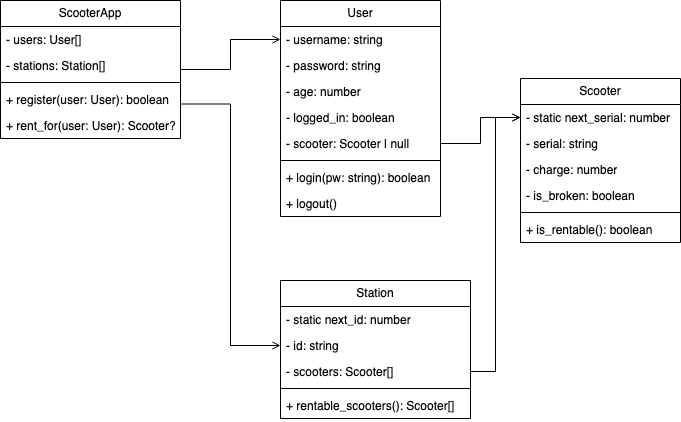 ScooterApp
- users: User[]
- stations: Station[]
+ register(user: User): boolean
+ rent_for(user: User): Scooter?
User
- username: string
- password: string
- age: number
- logged_in: boolean
- scooter: Scooter | null
+ login(pw: string): boolean
+ logout()
Scooter
- static next_serial: number
- serial: string
- charge: number
- is_broken: boolean
+ is_rentable(): boolean
Station
- static next_id: number
- id: string
- scooters: Scooter[]
+ rentable_scooters(): Scooter[]